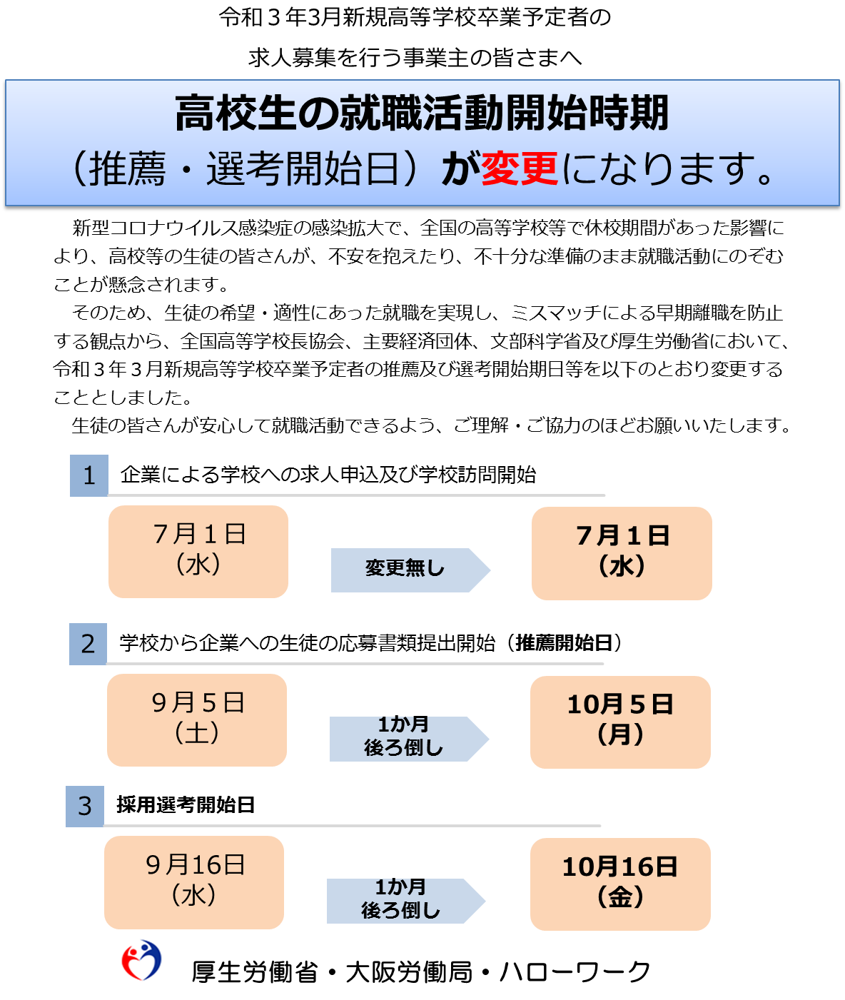 令和３年3月新規高等学校卒業予定者の
求人募集を行う事業主の皆さまへ
高校生の就職活動開始時期
（推薦・選考開始日）が変更になります。
新型コロナウイルス感染症の感染拡大で、全国の高等学校等で休校期間があった影響に
より、高校等の生徒の皆さんが、不安を抱えたり、不十分な準備のまま就職活動にのぞむ
ことが懸念されます。
そのため、生徒の希望・適性にあった就職を実現し、ミスマッチによる早期離職を防止
する観点から、全国高等学校長協会、主要経済団体、文部科学省及び厚生労働省において、
令和３年３月新規高等学校卒業予定者の推薦及び選考開始期日等を以下のとおり変更する
こととしました。
生徒の皆さんが安心して就職活動できるよう、ご理解・ご協力のほどお願いいたします。
1 企業による学校への求人申込及び学校訪問開始
７月１日
（水）
変更無し
７月１日
（水）
2 学校から企業への生徒の応募書類提出開始（推薦開始日）
９月５日
（土）
1か月
後ろ倒し
10月５日
（月）
3 採用選考開始日
９月16日
（水）
1か月
後ろ倒し
10月16日
（金）
厚生労働省・大阪労働局・ハローワーク